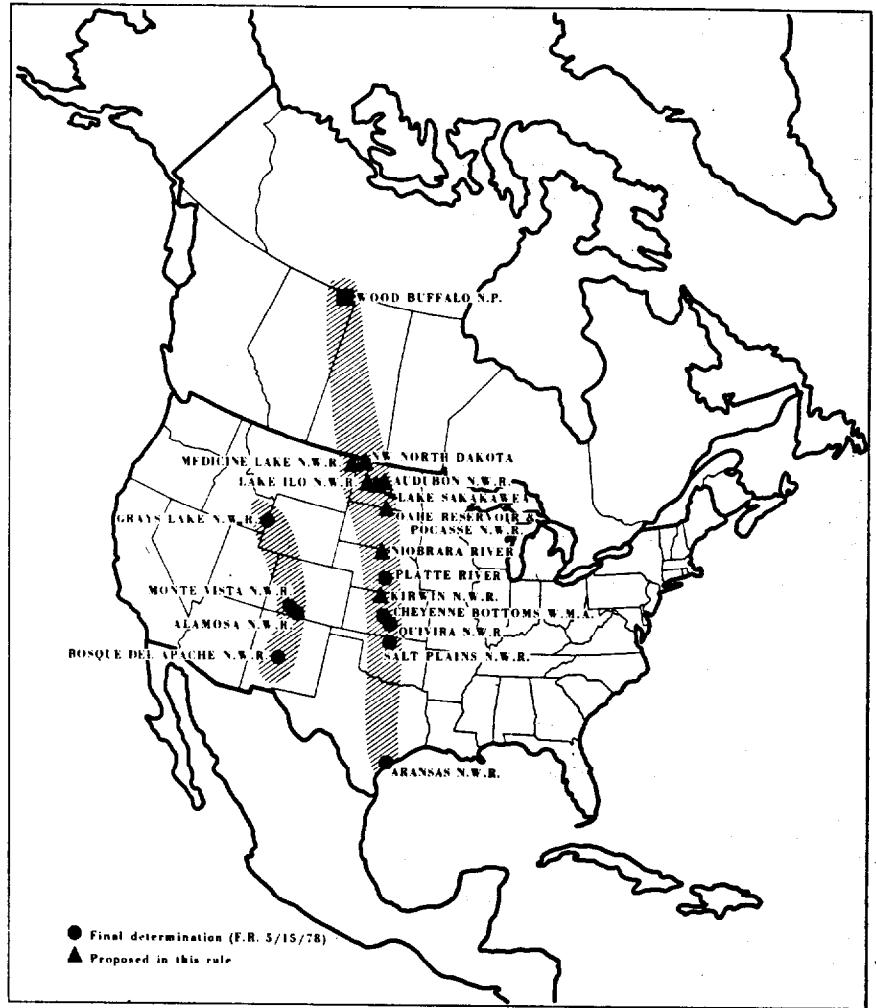 WOOD BUFFALO N.P.
MEDICINE LAKE N.W.R.
NW NORTH DAKOTA
LAKE ILO N.W.R.
AUDUBON N.W.R.
LAKE SAKAKAWEA
GRAYS LAKE N.W.R.
OAHE RESERVOIR &
POCASSE N.W.R.
NIOBRARA RIVER
PLATTE RIVER
MONTE VISTA N.W.R.
KIRWIN N.W.R.
CHEYENNE BOTTOMS W.M.A.
ALAMOSA N.W.R.
QUIVIRA N.W.R.
BOSQUE DEL APACHE N.W.R.
SALT PLAINS N.W.R.
ARANSAS N.W.R.
Final determination (F.R. 5/15/78)
Proposed in this rule